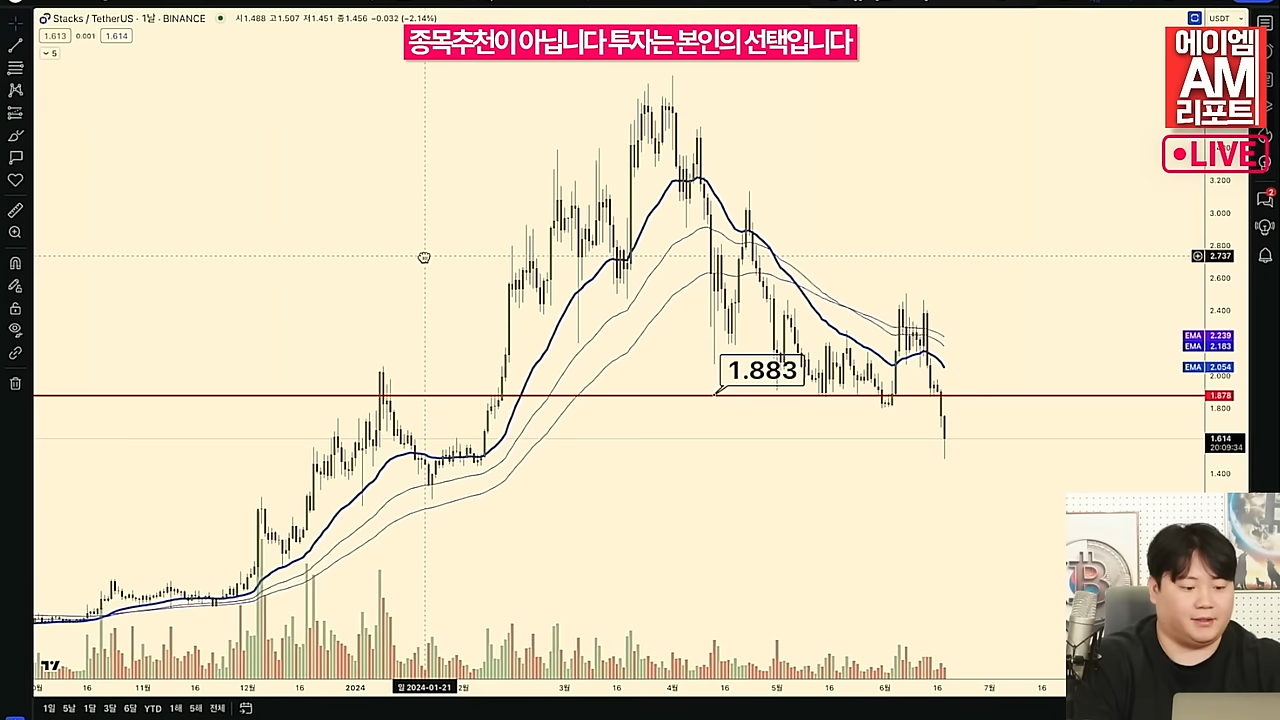 Stacks / TetherUS · 1날 · BINANCE 시1.488 고1.507 저1.451 종1.456 −0.032 (−2.14%)
USDT
1.613 0.001 1.614
5
종목추천이 아닙니다 투자는 본인의 선택입니다
에이엠
AM
리포트
LIVE
3.200
2
3.000
2.800
2.737
2.600
2.400
EMA 2.239
EMA 2.183
EMA 2.054
2.000
1.883
1.878
1.800
1.614
20:09:34
1.400
16 11월 16 12월 16 2024 일 2024-01-21 2월 3월 16 4월 16 5월 16 6월 16 7월 16
1일 5날 1달 3달 6달 YTD 1해 5해 전체